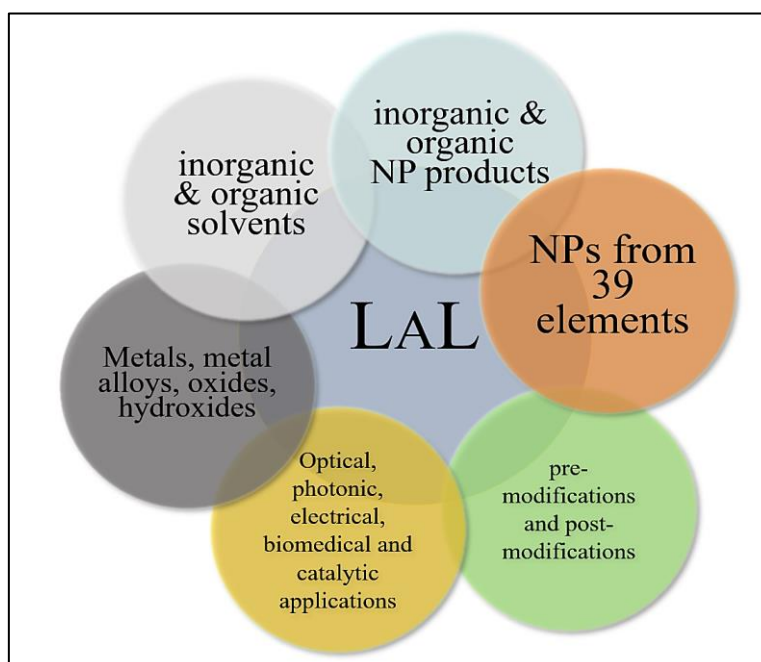 inorganic &
organic
NP products
inorganic
& organic
solvents
NPs from
39
elements
LAL
Metals, metal
alloys, oxides,
hydroxides
Optical,
photonic,
electrical,
biomedical and
catalytic
applications
pre-
modifications
and post-
modifications